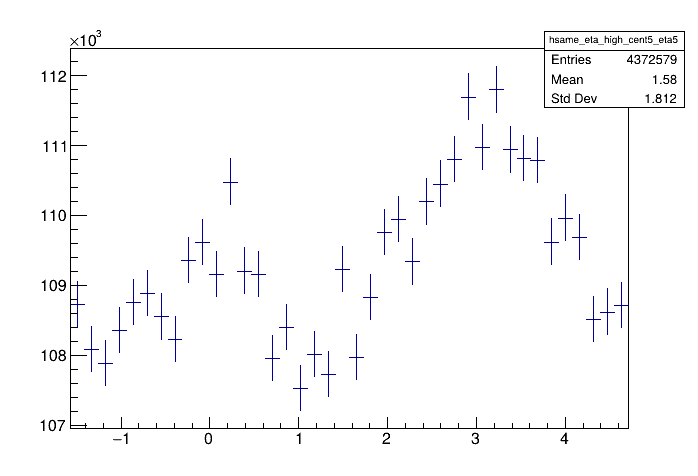 ×10³
hsame_eta_high_cent5_eta5
Entries 4372579
Mean 1.58
Std Dev 1.812
112
111
110
109
108
107
−1 0 1 2 3 4